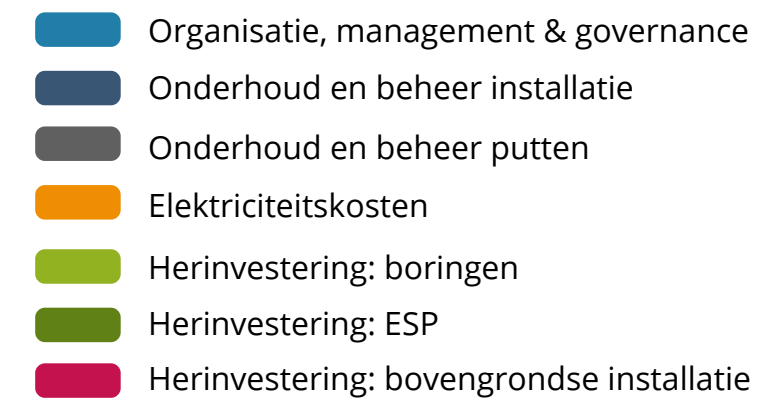 Organisatie, management & governance
Onderhoud en beheer installatie
Onderhoud en beheer putten
Elektriciteitskosten
Herinvestering: boringen
Herinvestering: ESP
Herinvestering: bovengrondse installatie